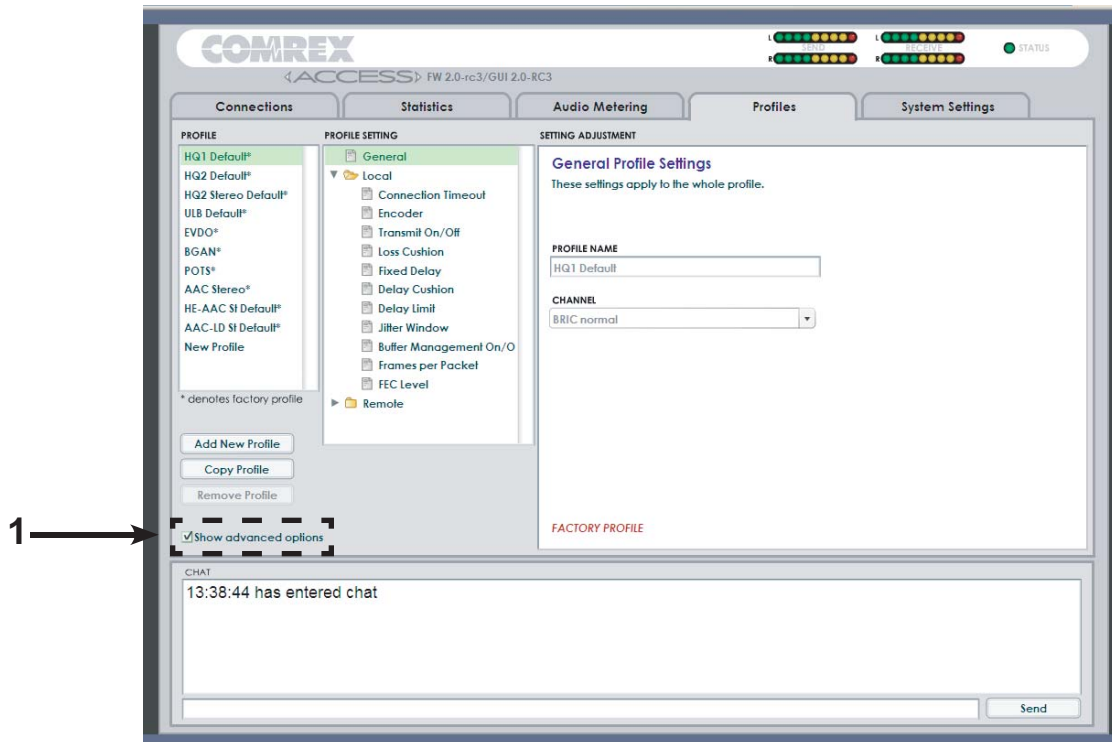 COMREX
ACCESS FW 2.0-rc3/GUI 2.0-RC3
L SEND R
L RECEIVE R
STATUS
Connections
Statistics
Audio Metering
Profiles
System Settings
PROFILE
HQ1 Default*
HQ2 Default*
HQ2 Stereo Default*
ULB Default*
EVDO*
BGAN*
POTS*
AAC Stereo*
HE-AAC St Default*
AAC-LD St Default*
New Profile
* denotes factory profile
Add New Profile
Copy Profile
Remove Profile
1
Show advanced options
PROFILE SETTING
General
Local
Connection Timeout
Encoder
Transmit On/Off
Loss Cushion
Fixed Delay
Delay Cushion
Delay Limit
Jitter Window
Buffer Management On/O
Frames per Packet
FEC Level
Remote
SETTING ADJUSTMENT
General Profile Settings
These settings apply to the whole profile.
PROFILE NAME
HQ1 Default
CHANNEL
BRIC normal
FACTORY PROFILE
CHAT
13:38:44 has entered chat
Send